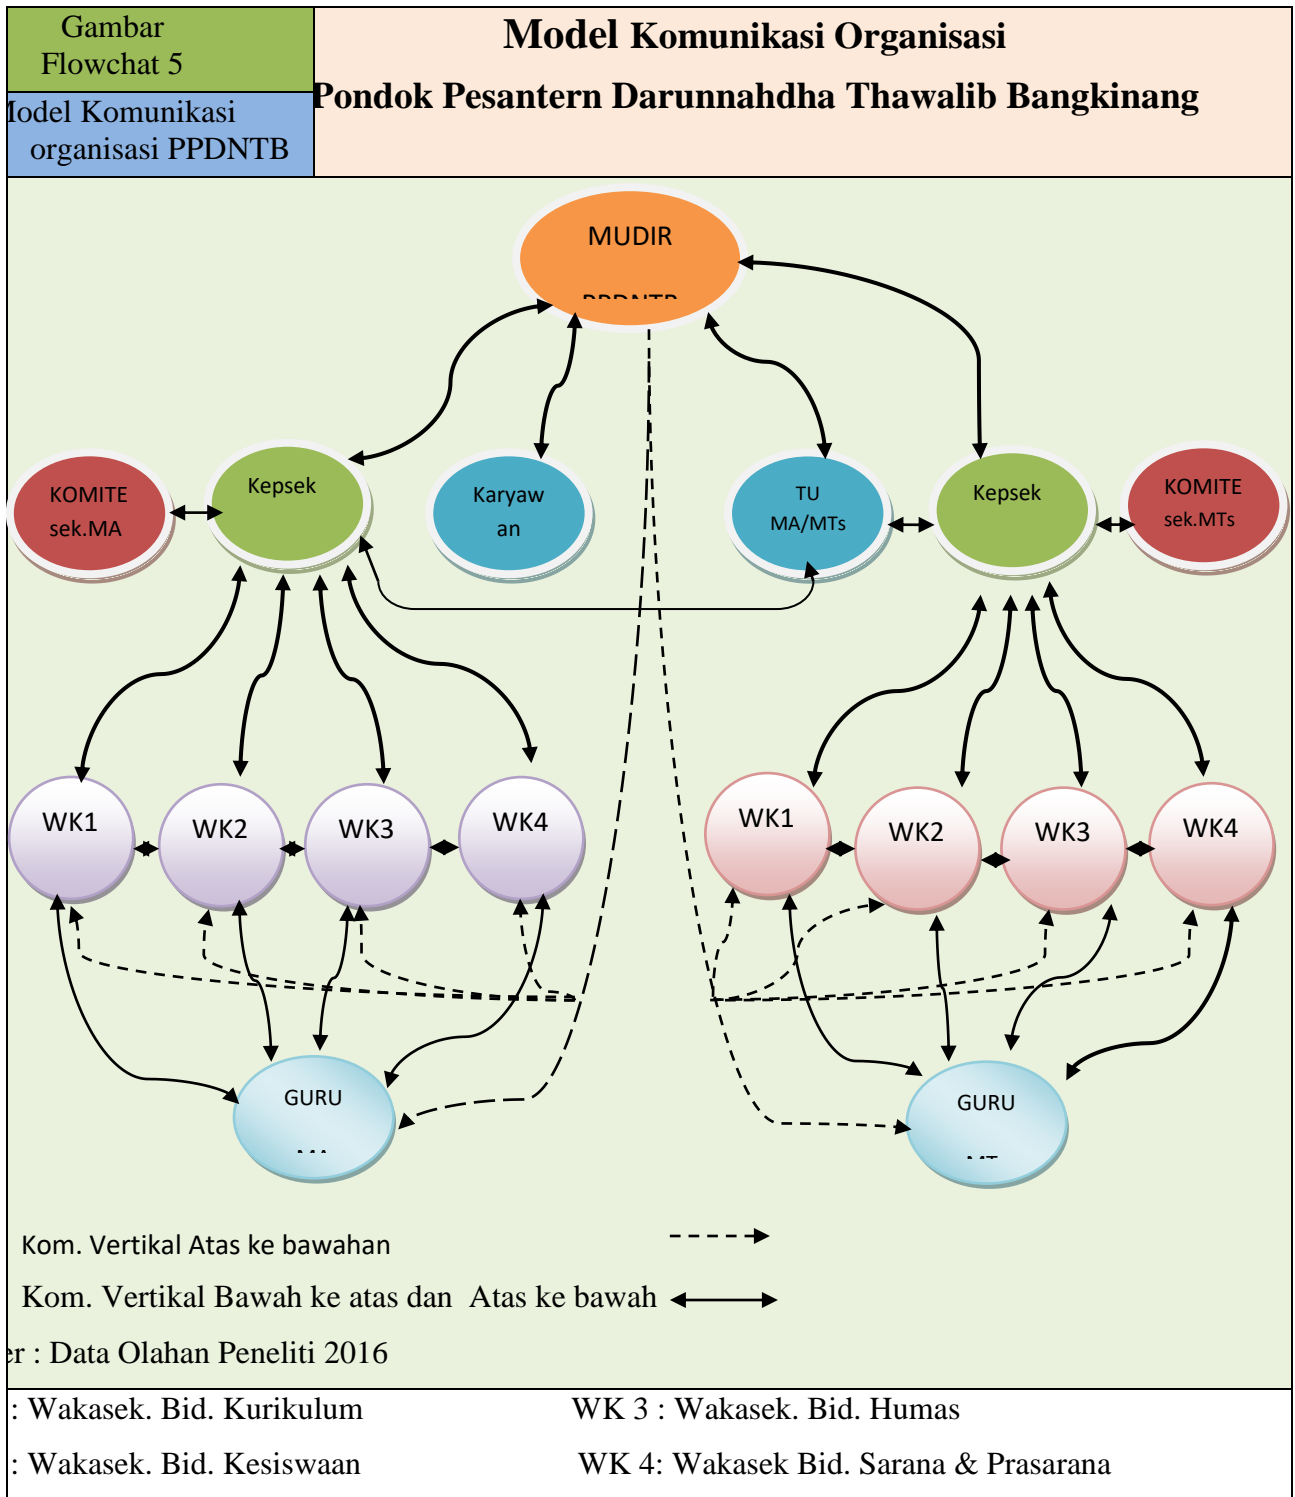 Gambar
Flowchat 5
Model Komunikasi Organisasi
Pondok Pesantern Darunnahdha Thawalib Bangkinang
Komunikasi
organisasi PPDNTB
MUDIR
KOMITE
sek.MA
Kepsek
Karyaw
an
TU
MA/MTs
Kepsek
KOMITE
sek.MTs
WK1
WK2
WK3
WK4
WK1
WK2
WK3
WK4
GURU
GURU
Kom. Vertikal Atas ke bawahan
Kom. Vertikal Bawah ke atas dan Atas ke bawah
: Data Olahan Peneliti 2016
: Wakasek. Bid. Kurikulum
WK 3 : Wakasek. Bid. Humas
: Wakasek. Bid. Kesiswaan
WK 4: Wakasek Bid. Sarana & Prasarana